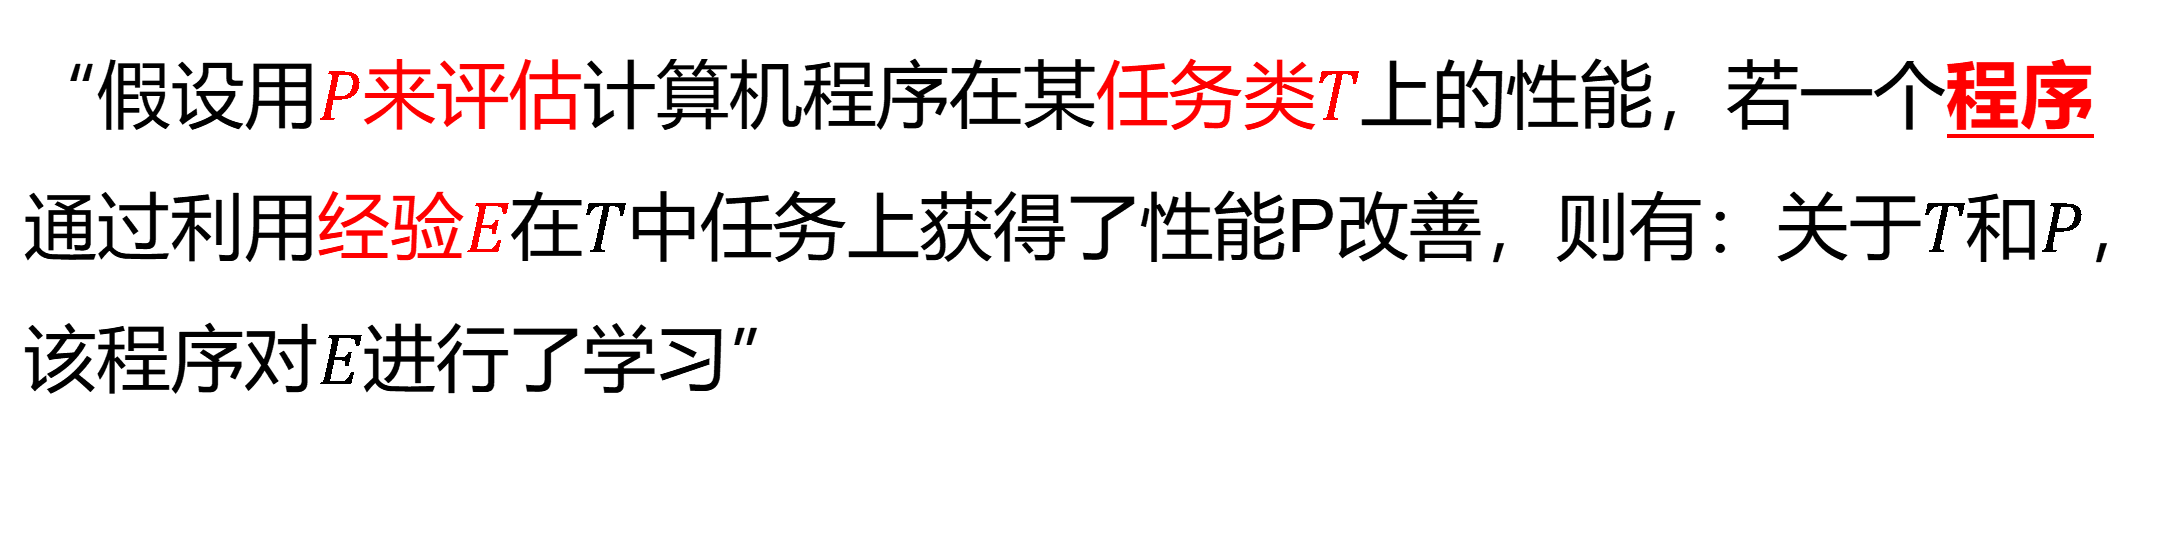 “假设用P来评估计算机程序在某任务类T上的性能，若一个程序
通过利用经验E在T中任务上获得了性能P改善，则有：关于T和P，
该程序对E进行了学习”